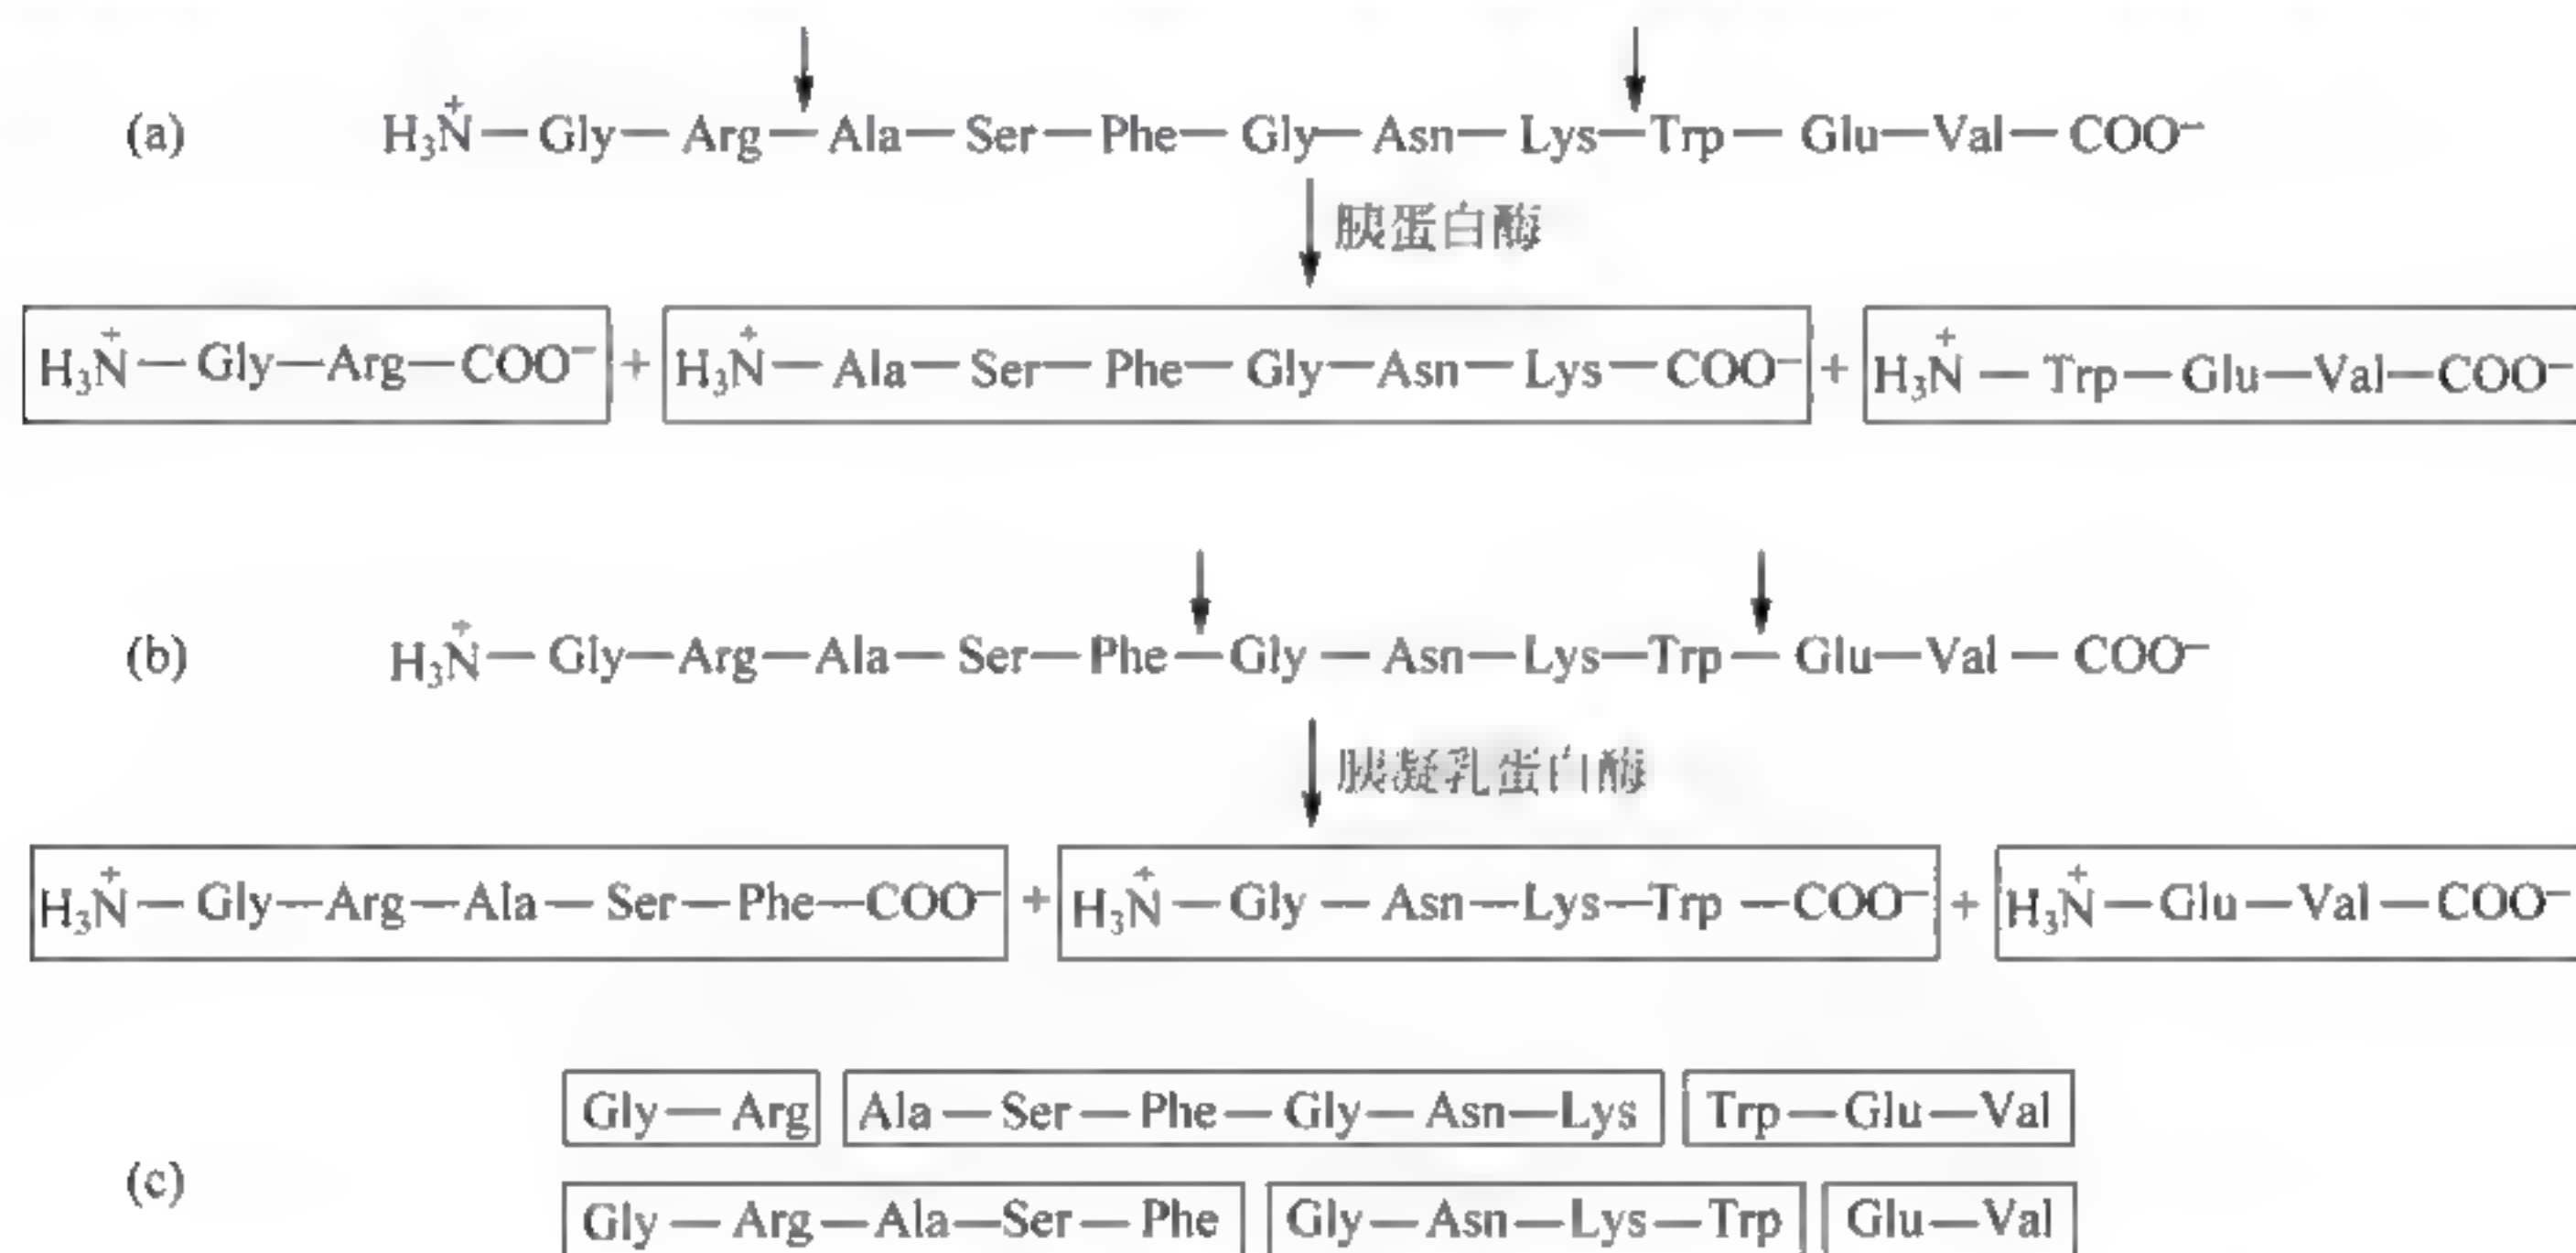 (a) H₃N⁺—Gly—Arg—Ala—Ser—Phe—Gly—Asn—Lys—Trp—Glu—Val—COO⁻
胰蛋白酶
H₃N⁺—Gly—Arg—COO⁻ + H₃N⁺—Ala—Ser—Phe—Gly—Asn—Lys—COO⁻ + H₃N⁺—Trp—Glu—Val—COO⁻
(b) H₃N⁺—Gly—Arg—Ala—Ser—Phe—Gly—Asn—Lys—Trp—Glu—Val—COO⁻
胰凝乳蛋白酶
H₃N⁺—Gly—Arg—Ala—Ser—Phe—COO⁻ + H₃N⁺—Gly—Asn—Lys—Trp—COO⁻ + H₃N⁺—Glu—Val—COO⁻
Gly—Arg Ala—Ser—Phe—Gly—Asn—Lys Trp—Glu—Val
(c)
Gly—Arg—Ala—Ser—Phe Gly—Asn—Lys—Trp Glu—Val